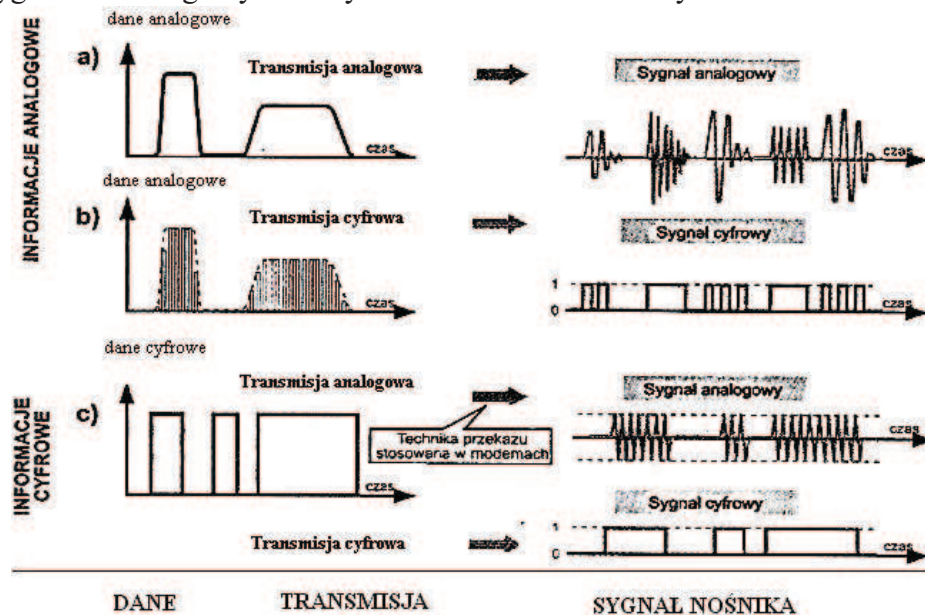 dane analogowe
INFORMACJE ANALOGOWE
a)
Transmisja analogowa
Sygnał analogowy
czas
czas
dane analogowe
b)
Transmisja cyfrowa
Sygnał cyfrowy
czas
1
0
czas
dane cyfrowe
INFORMACJE
CYFROWE
c)
Transmisja analogowa
Sygnał analogowy
Technika przekazu
stosowana w modemach
czas
czas
Sygnał cyfrowy
Transmisja cyfrowa
1
0
czas
DANE
TRANSMISJA
SYGNAŁ NOŚNIKA